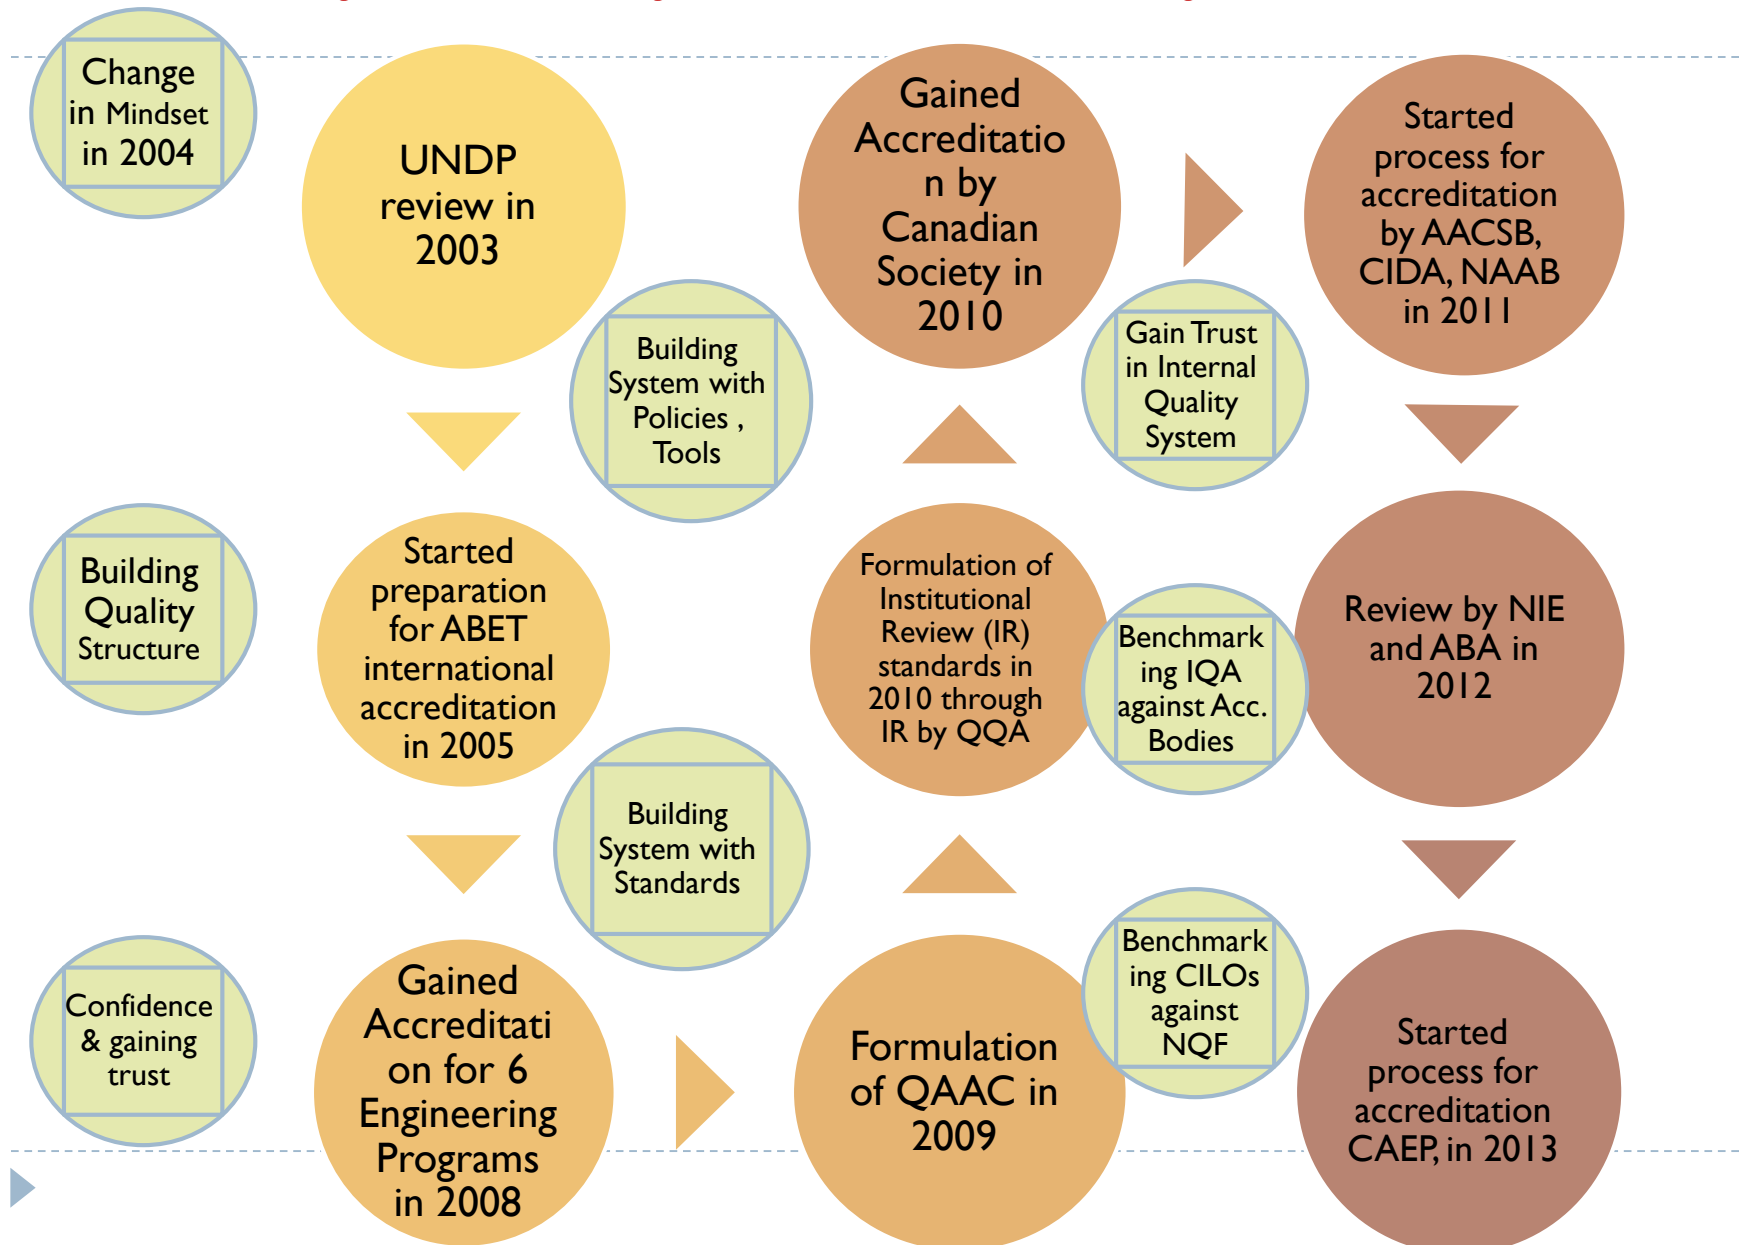 Change
in Mindset
in 2004
UNDP
review in
2003
Gained
Accreditatio
n by
Canadian
Society in
2010
Started
process for
accreditation
by AACSB,
CIDA, NAAB
in 2011
Building
System with
Policies ,
Tools
Gain Trust
in Internal
Quality
System
Building
Quality
Structure
Started
preparation
for ABET
international
accreditation
in 2005
Formulation of
Institutional
Review (IR)
standards in
2010 through
IR by QQA
Benchmark
ing IQA
against Acc.
Bodies
Review by NIE
and ABA in
2012
Building
System with
Standards
Confidence
& gaining
trust
Gained
Accreditati
on for 6
Engineering
Programs
in 2008
Formulation
of QAAC in
2009
Benchmark
ing CILOs
against
NQF
Started
process for
accreditation
CAEP, in 2013